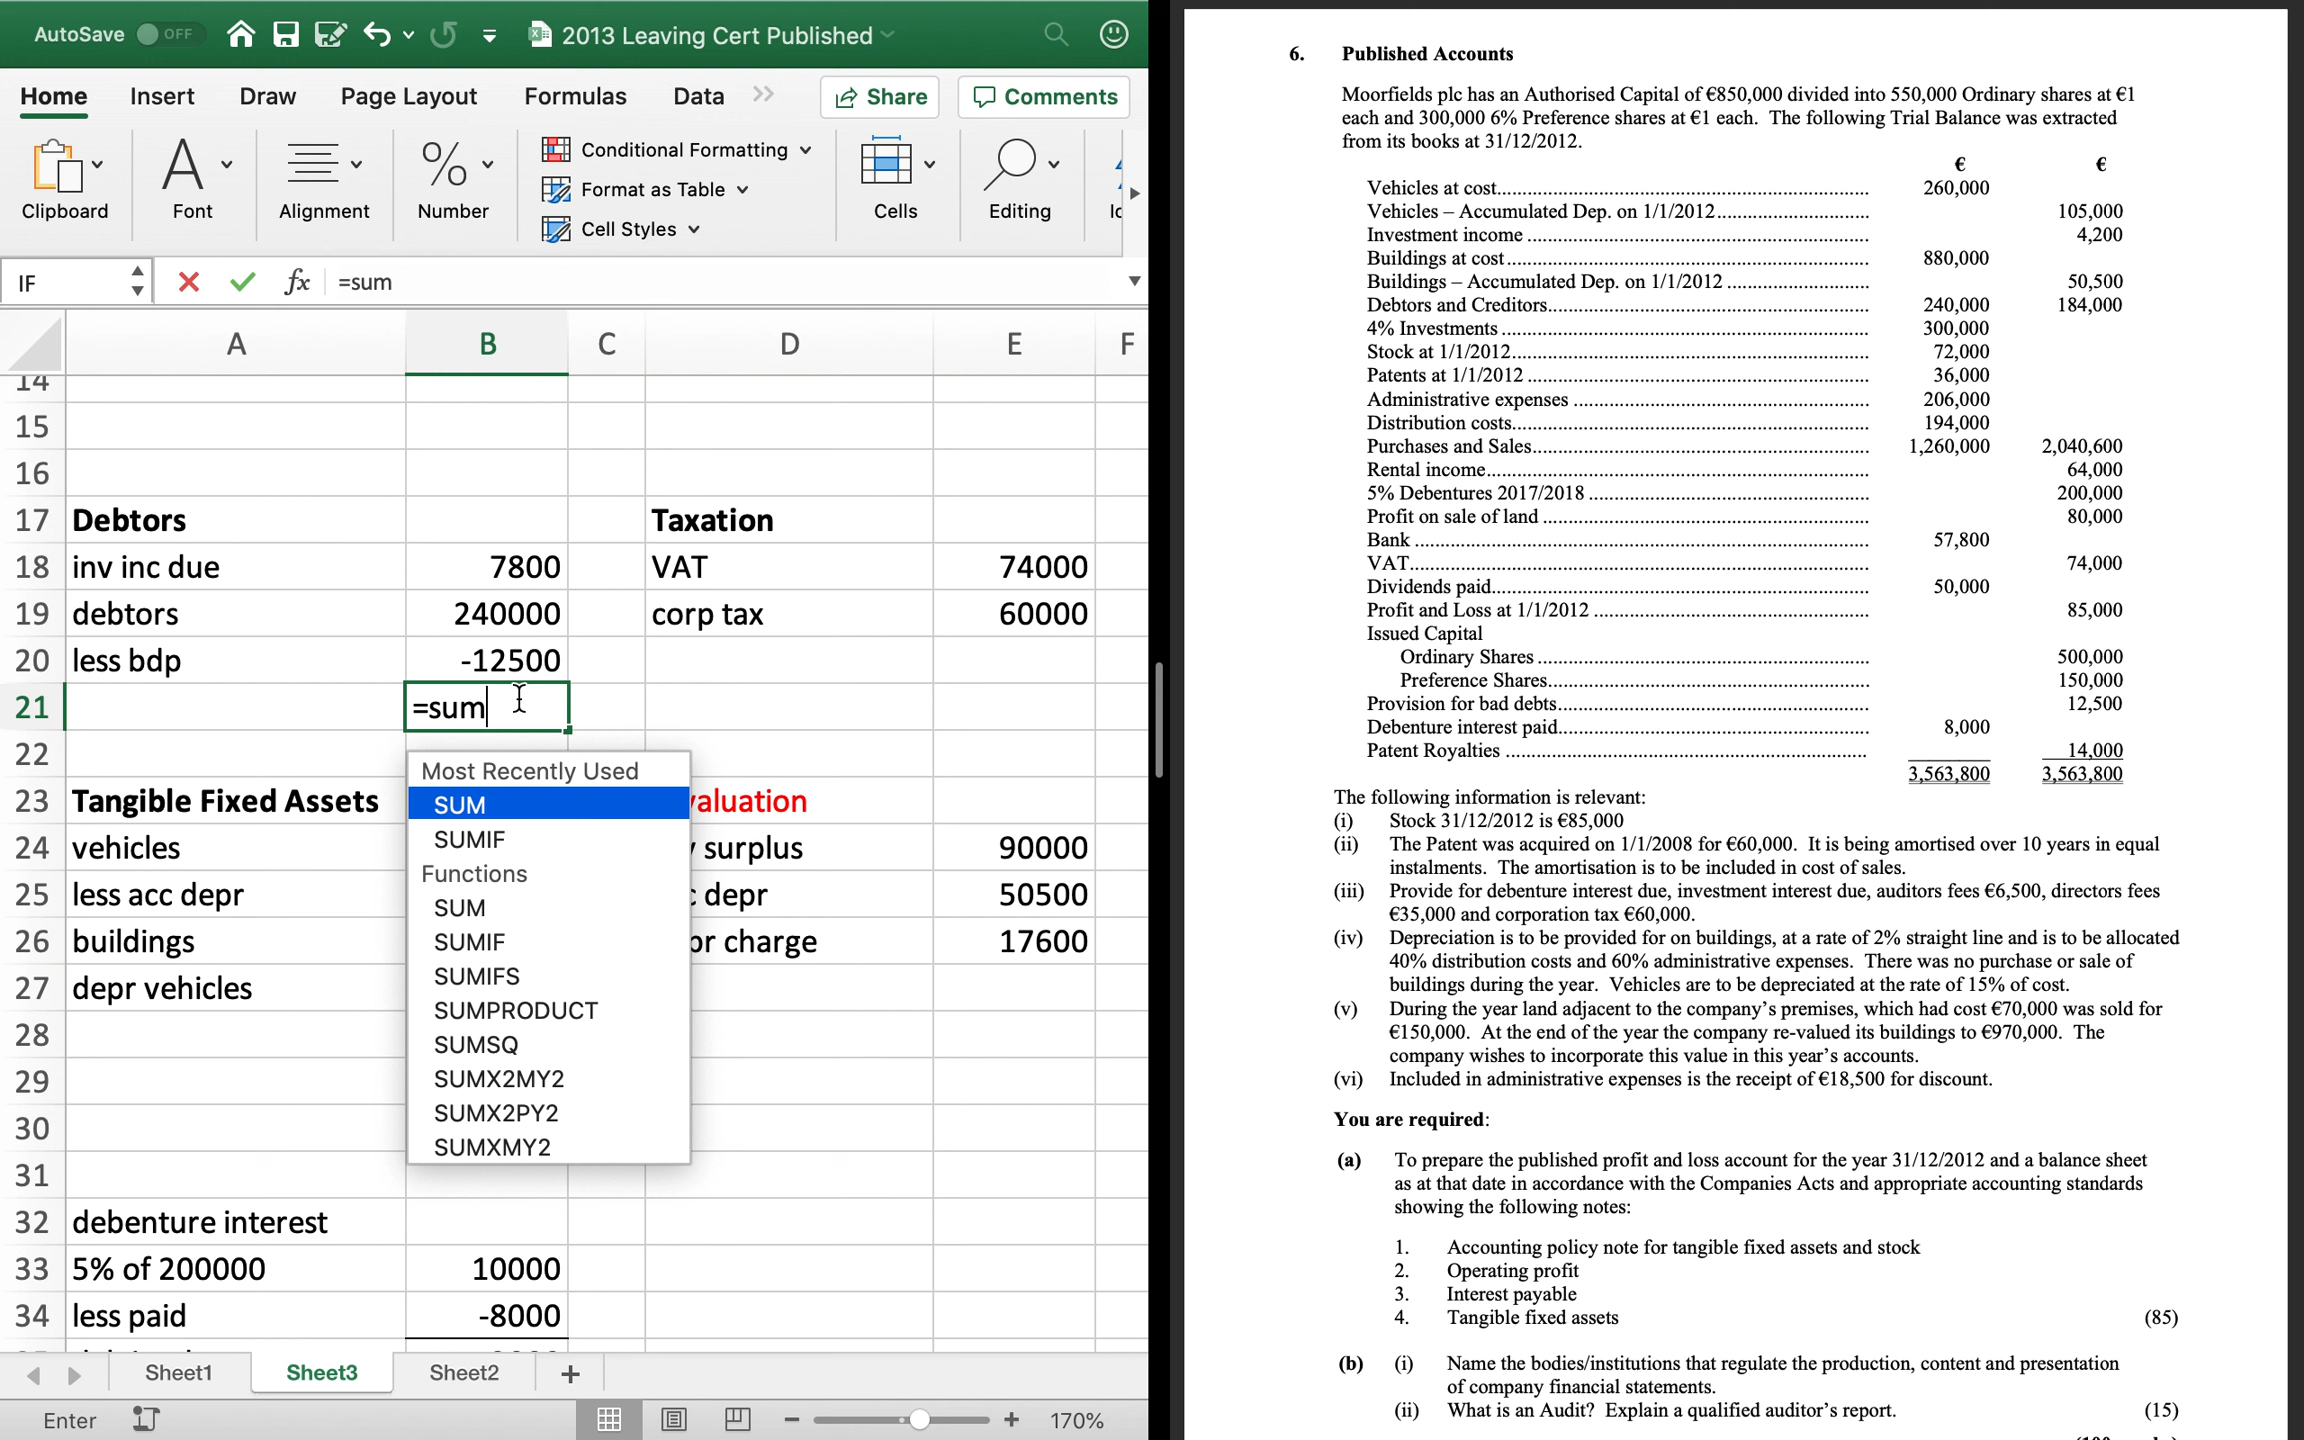 AutoSave OFF 2013 Leaving Cert Published
Home Insert Draw Page Layout Formulas Data Share Comments
Clipboard Font Alignment Number Conditional Formatting Format as Table Cell Styles Cells Editing
IF fx =sum
A B C D E F
14
15
16
17 Debtors Taxation
18 inv inc due 7800 VAT 74000
19 debtors 240000 corp tax 60000
20 less bdp -12500
21 =sum
22
23 Tangible Fixed Assets valuation
24 vehicles surplus 90000
25 less acc depr depr 50500
26 buildings pr charge 17600
27 depr vehicles
28
29
30
31
32 debenture interest
33 5% of 200000 10000
34 less paid -8000
Most Recently Used
SUM
SUMIF
Functions
SUM
SUMIF
SUMIFS
SUMPRODUCT
SUMSQ
SUMX2MY2
SUMX2PY2
SUMXMY2
Sheet1 Sheet3 Sheet2 +
Enter 170%
6. Published Accounts
Moorfields plc has an Authorised Capital of €850,000 divided into 550,000 Ordinary shares at €1
each and 300,000 6% Preference shares at €1 each. The following Trial Balance was extracted
from its books at 31/12/2012.
€ €
Vehicles at cost 260,000
Vehicles – Accumulated Dep. on 1/1/2012 105,000
Investment income 4,200
Buildings at cost 880,000
Buildings – Accumulated Dep. on 1/1/2012 50,500
Debtors and Creditors 240,000 184,000
4% Investments 300,000
Stock at 1/1/2012 72,000
Patents at 1/1/2012 36,000
Administrative expenses 206,000
Distribution costs 194,000
Purchases and Sales 1,260,000 2,040,600
Rental income 64,000
5% Debentures 2017/2018 200,000
Profit on sale of land 80,000
Bank 57,800
VAT 74,000
Dividends paid 50,000
Profit and Loss at 1/1/2012 85,000
Issued Capital
Ordinary Shares 500,000
Preference Shares 150,000
Provision for bad debts 12,500
Debenture interest paid 8,000
Patent Royalties 14,000
3,563,800 3,563,800
The following information is relevant:
(i) Stock 31/12/2012 is €85,000
(ii) The Patent was acquired on 1/1/2008 for €60,000. It is being amortised over 10 years in equal
instalments. The amortisation is to be included in cost of sales.
(iii) Provide for debenture interest due, investment interest due, auditors fees €6,500, directors fees
€35,000 and corporation tax €60,000.
(iv) Depreciation is to be provided for on buildings, at a rate of 2% straight line and is to be allocated
40% distribution costs and 60% administrative expenses. There was no purchase or sale of
buildings during the year. Vehicles are to be depreciated at the rate of 15% of cost.
(v) During the year land adjacent to the company's premises, which had cost €70,000 was sold for
€150,000. At the end of the year the company re-valued its buildings to €970,000. The
company wishes to incorporate this value in this year's accounts.
(vi) Included in administrative expenses is the receipt of €18,500 for discount.
You are required:
(a) To prepare the published profit and loss account for the year 31/12/2012 and a balance sheet
as at that date in accordance with the Companies Acts and appropriate accounting standards
showing the following notes:
1. Accounting policy note for tangible fixed assets and stock
2. Operating profit
3. Interest payable
4. Tangible fixed assets (85)
(b) (i) Name the bodies/institutions that regulate the production, content and presentation
of company financial statements.
(ii) What is an Audit? Explain a qualified auditor's report. (15)